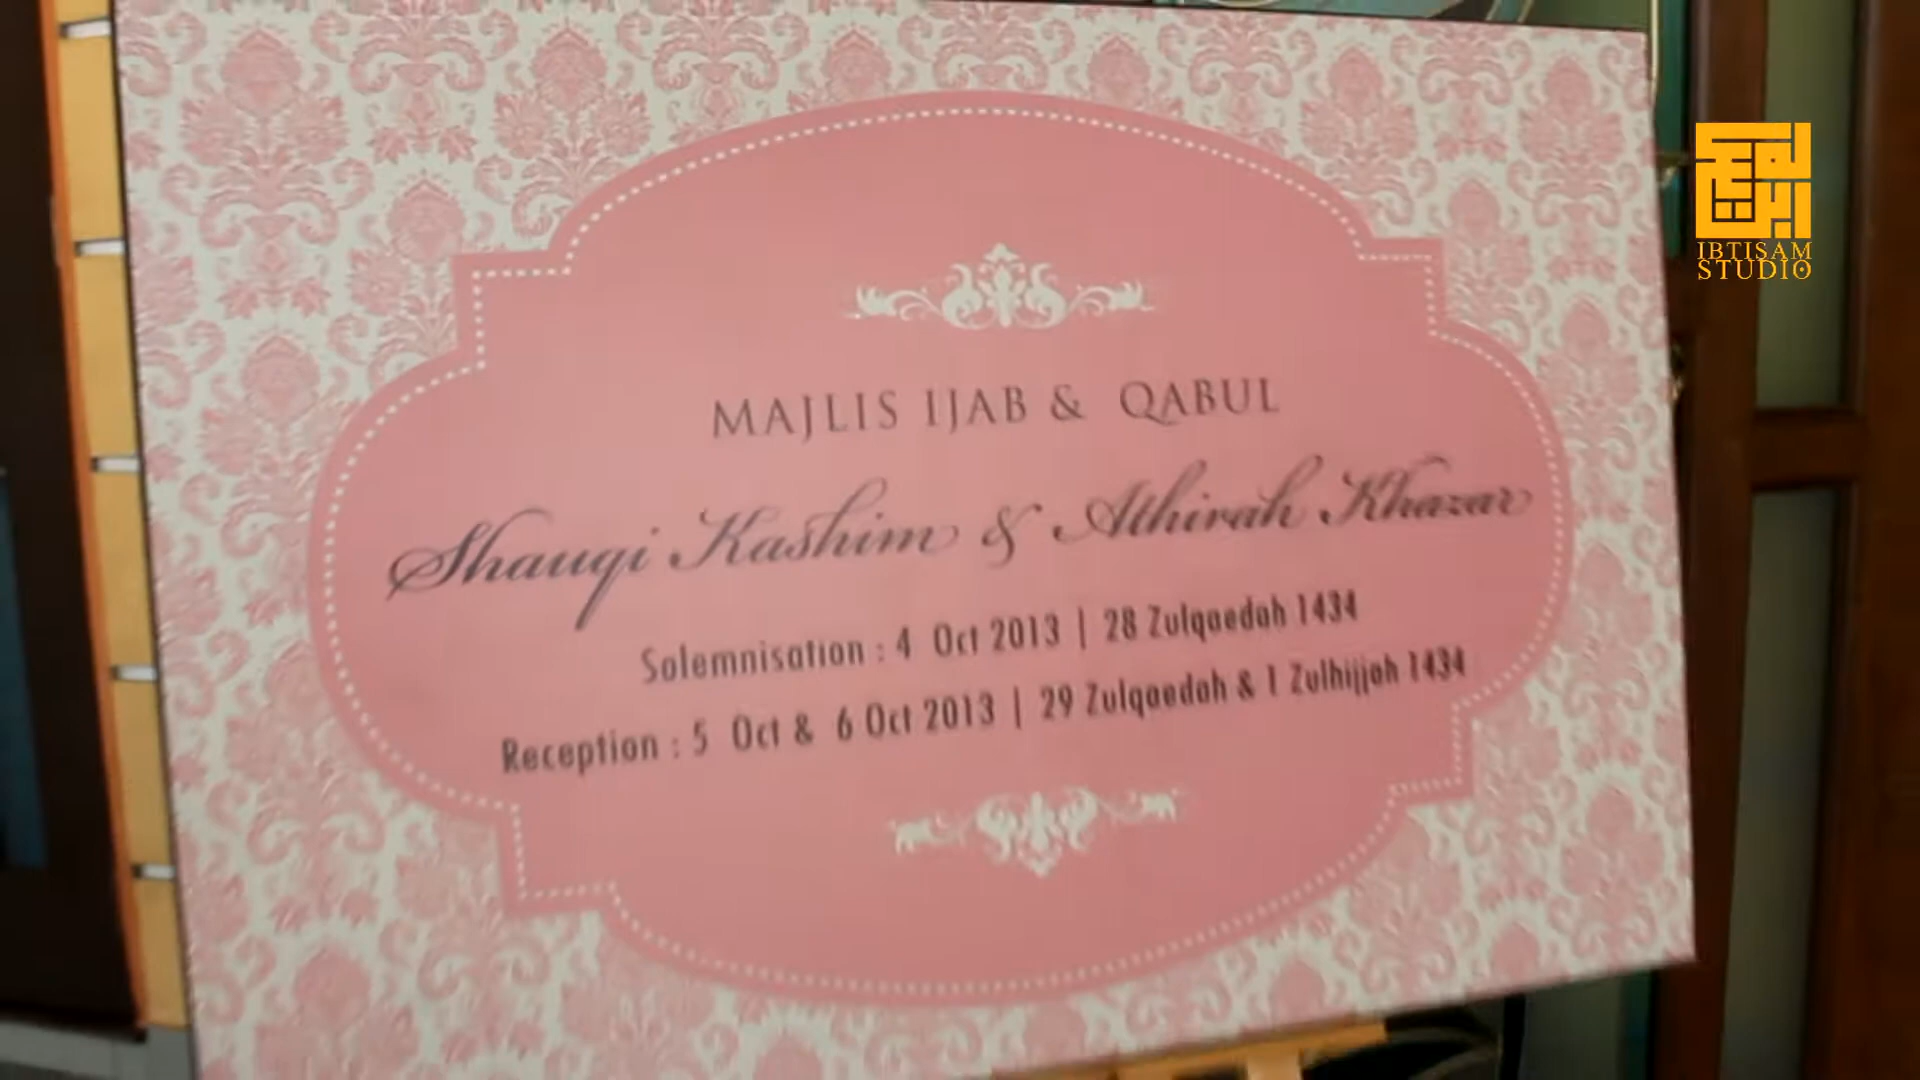 MAJLIS IJAB & QABUL
Shauqi Kashim & Athirah Khazar
Solemnisation : 4 Oct 2013 | 28 Zulqaedah 1434
Reception : 5 Oct & 6 Oct 2013 | 29 Zulqaedah & 1 Zulhijjah 1434
IBTISAM
STUDIO